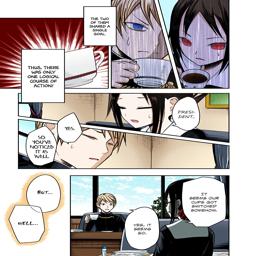 THE TWO OF
THEM SHARED A
SINGLE GOAL.
THUS, THERE
WAS ONLY
ONE LOGICAL
COURSE OF
ACTION!
PRESI-
DENT,
YES.
SO
YOU'VE
NOTICED
IT AS
WELL
IT SEEMS
OUR CUPS GOT
SWITCHED
SOMEHOW.
YES, IT
SEEMS
SO.
BUT...
WELL...